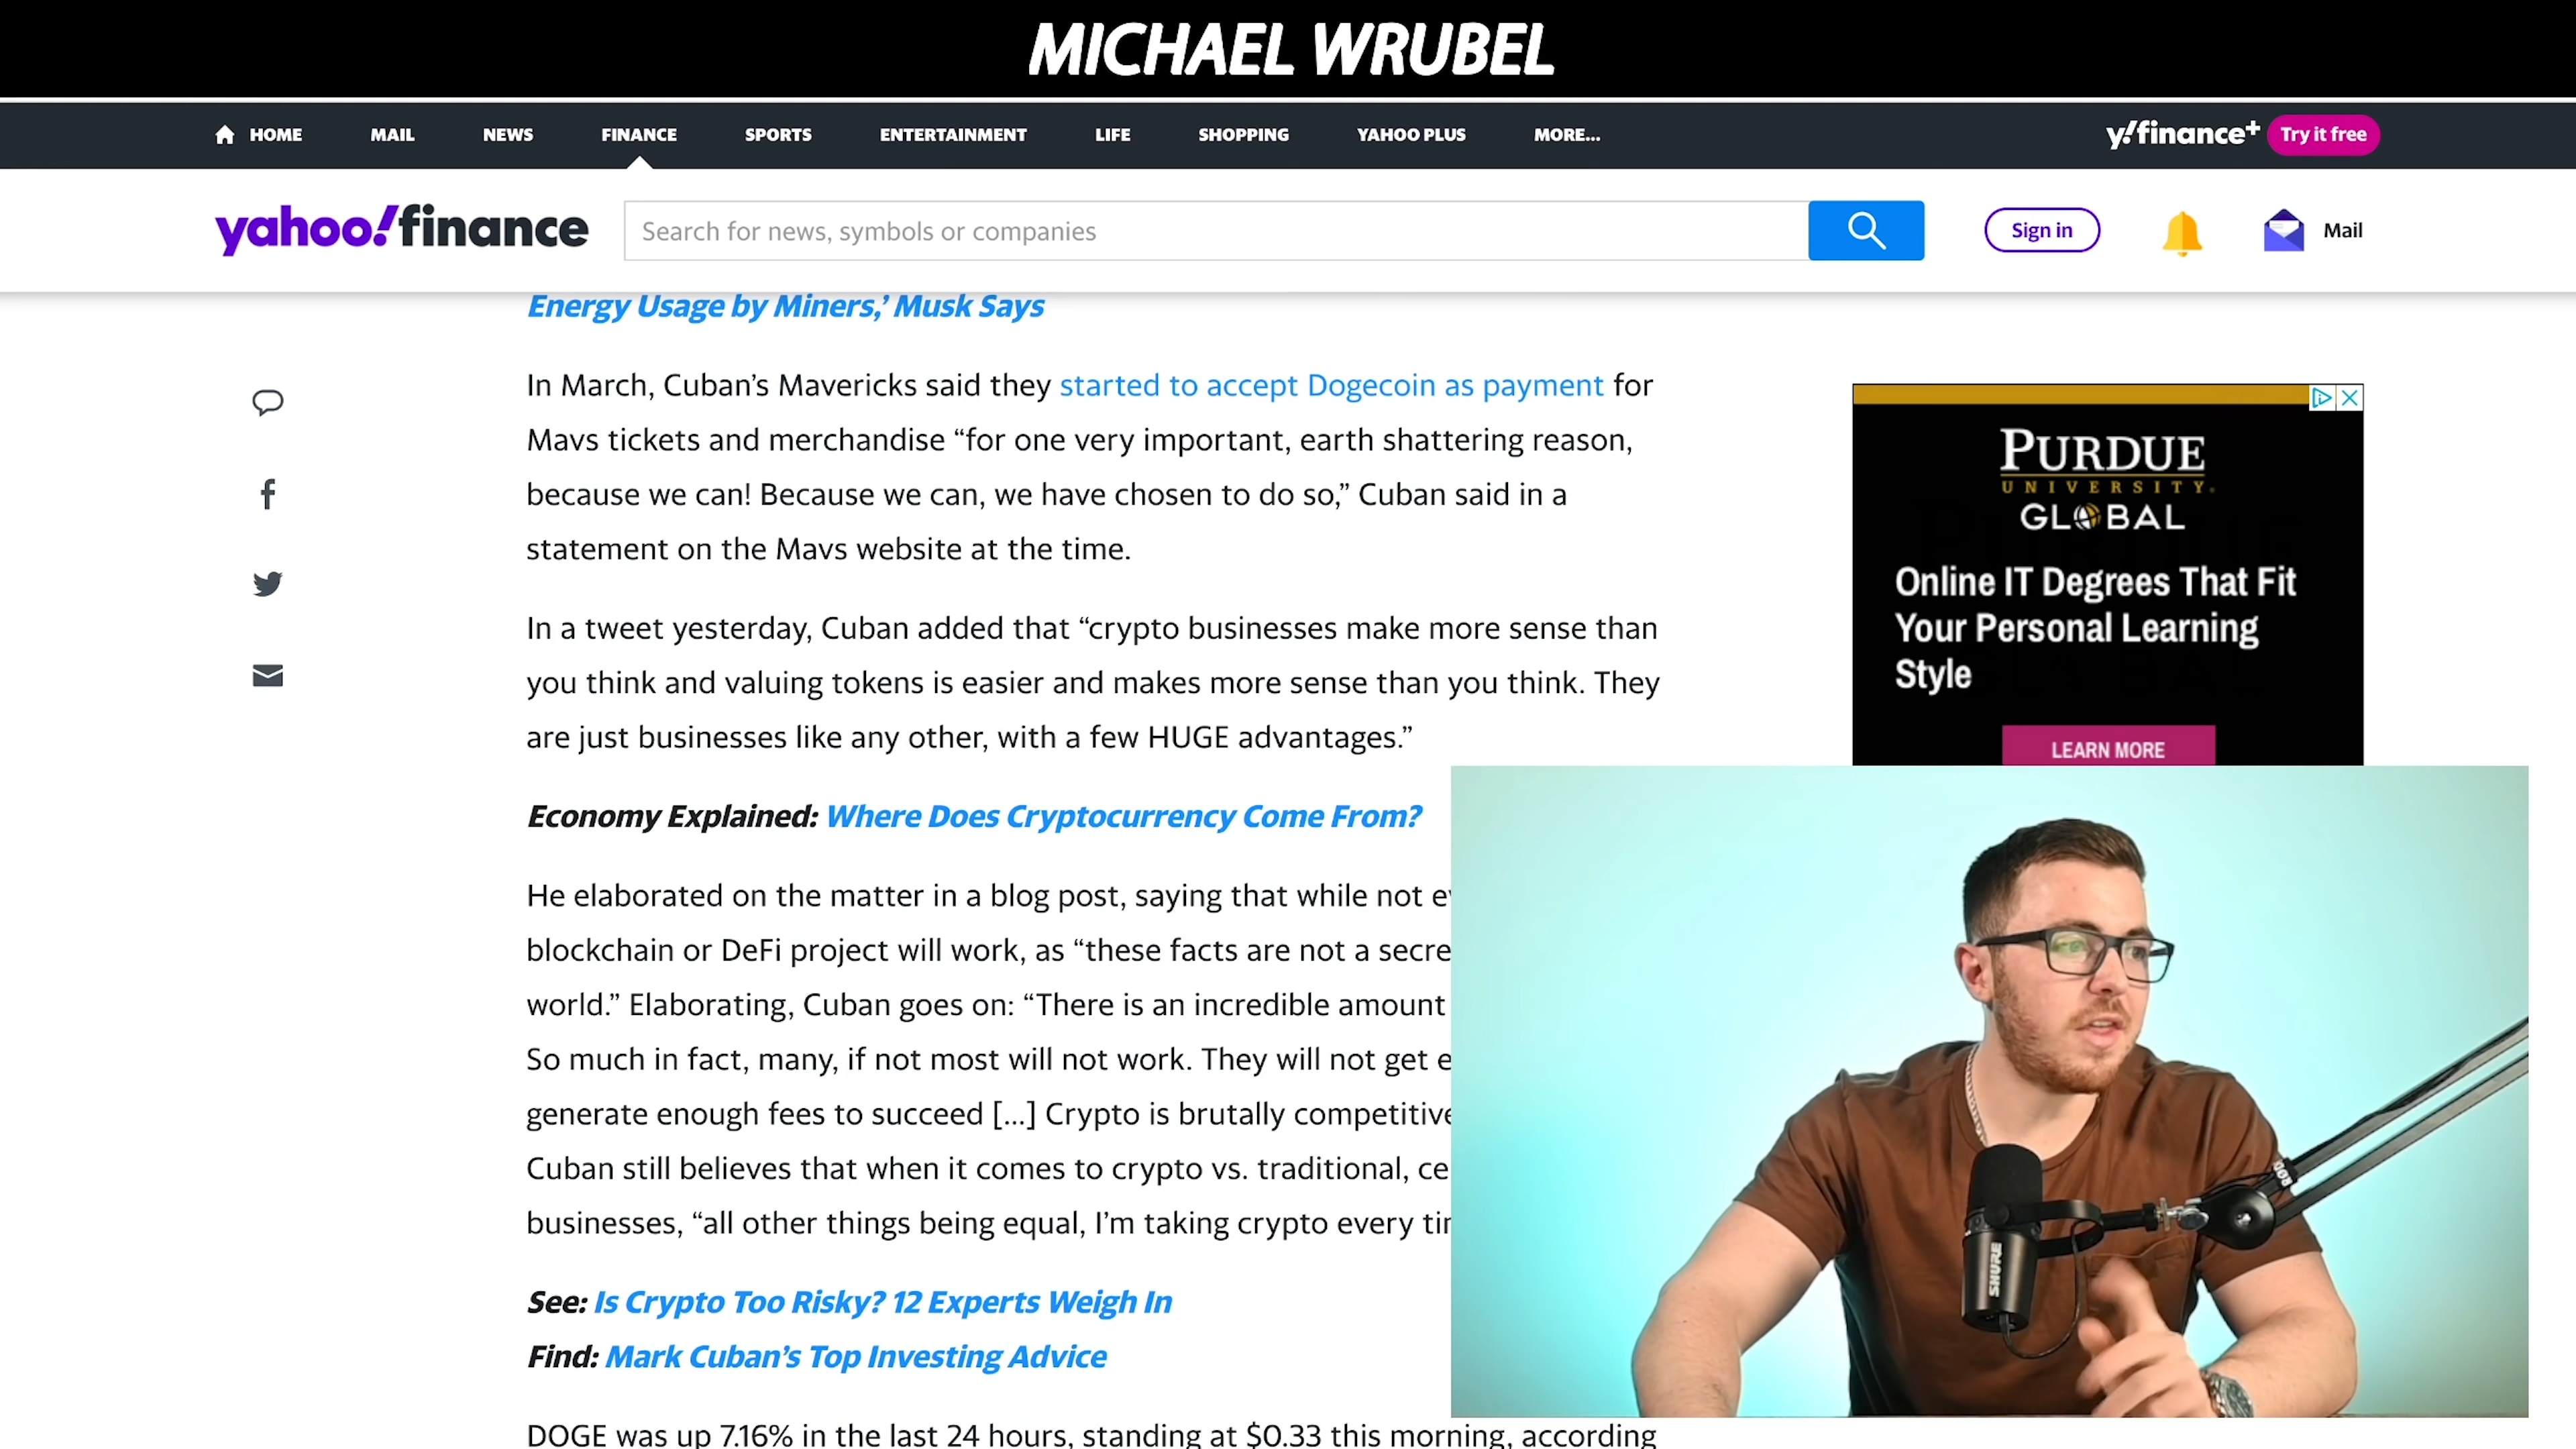 MICHAEL WRUBEL
HOME MAIL NEWS FINANCE SPORTS ENTERTAINMENT LIFE SHOPPING YAHOO PLUS MORE... y!finance+ Try it free
yahoo!finance Search for news, symbols or companies Sign in Mail
Energy Usage by Miners,’ Musk Says
In March, Cuban’s Mavericks said they started to accept Dogecoin as payment for
Mavs tickets and merchandise “for one very important, earth shattering reason,
because we can! Because we can, we have chosen to do so,” Cuban said in a
statement on the Mavs website at the time.
In a tweet yesterday, Cuban added that “crypto businesses make more sense than
you think and valuing tokens is easier and makes more sense than you think. They
are just businesses like any other, with a few HUGE advantages.”
Economy Explained: Where Does Cryptocurrency Come From?
He elaborated on the matter in a blog post, saying that while not
blockchain or DeFi project will work, as “these facts are not a
world.” Elaborating, Cuban goes on: “There is an incredible amount
So much in fact, many, if not most will not work. They will not get
generate enough fees to succeed [...] Crypto is brutally competitive
Cuban still believes that when it comes to crypto vs. traditional,
businesses, “all other things being equal, I’m taking crypto every
See: Is Crypto Too Risky? 12 Experts Weigh In
Find: Mark Cuban’s Top Investing Advice
DOGE was up 7.16% in the last 24 hours, standing at $0.33 this morning, according
PURDUE
UNIVERSITY
GLOBAL
Online IT Degrees That Fit
Your Personal Learning
Style
LEARN MORE
SHURE
RODE